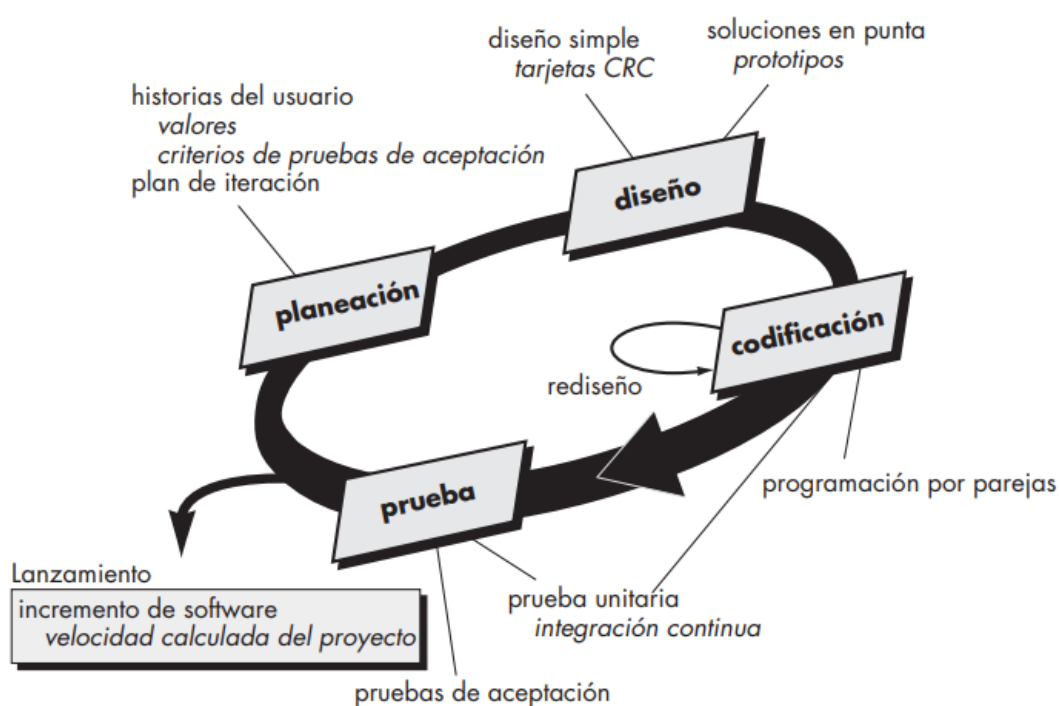 diseño simple
tarjetas CRC
soluciones en punta
prototipos
historias del usuario
valores
criterios de pruebas de aceptación
plan de iteración
diseño
planeación
codificación
rediseño
prueba
programación por parejas
Lanzamiento
incremento de software
velocidad calculada del proyecto
prueba unitaria
integración continua
pruebas de aceptación